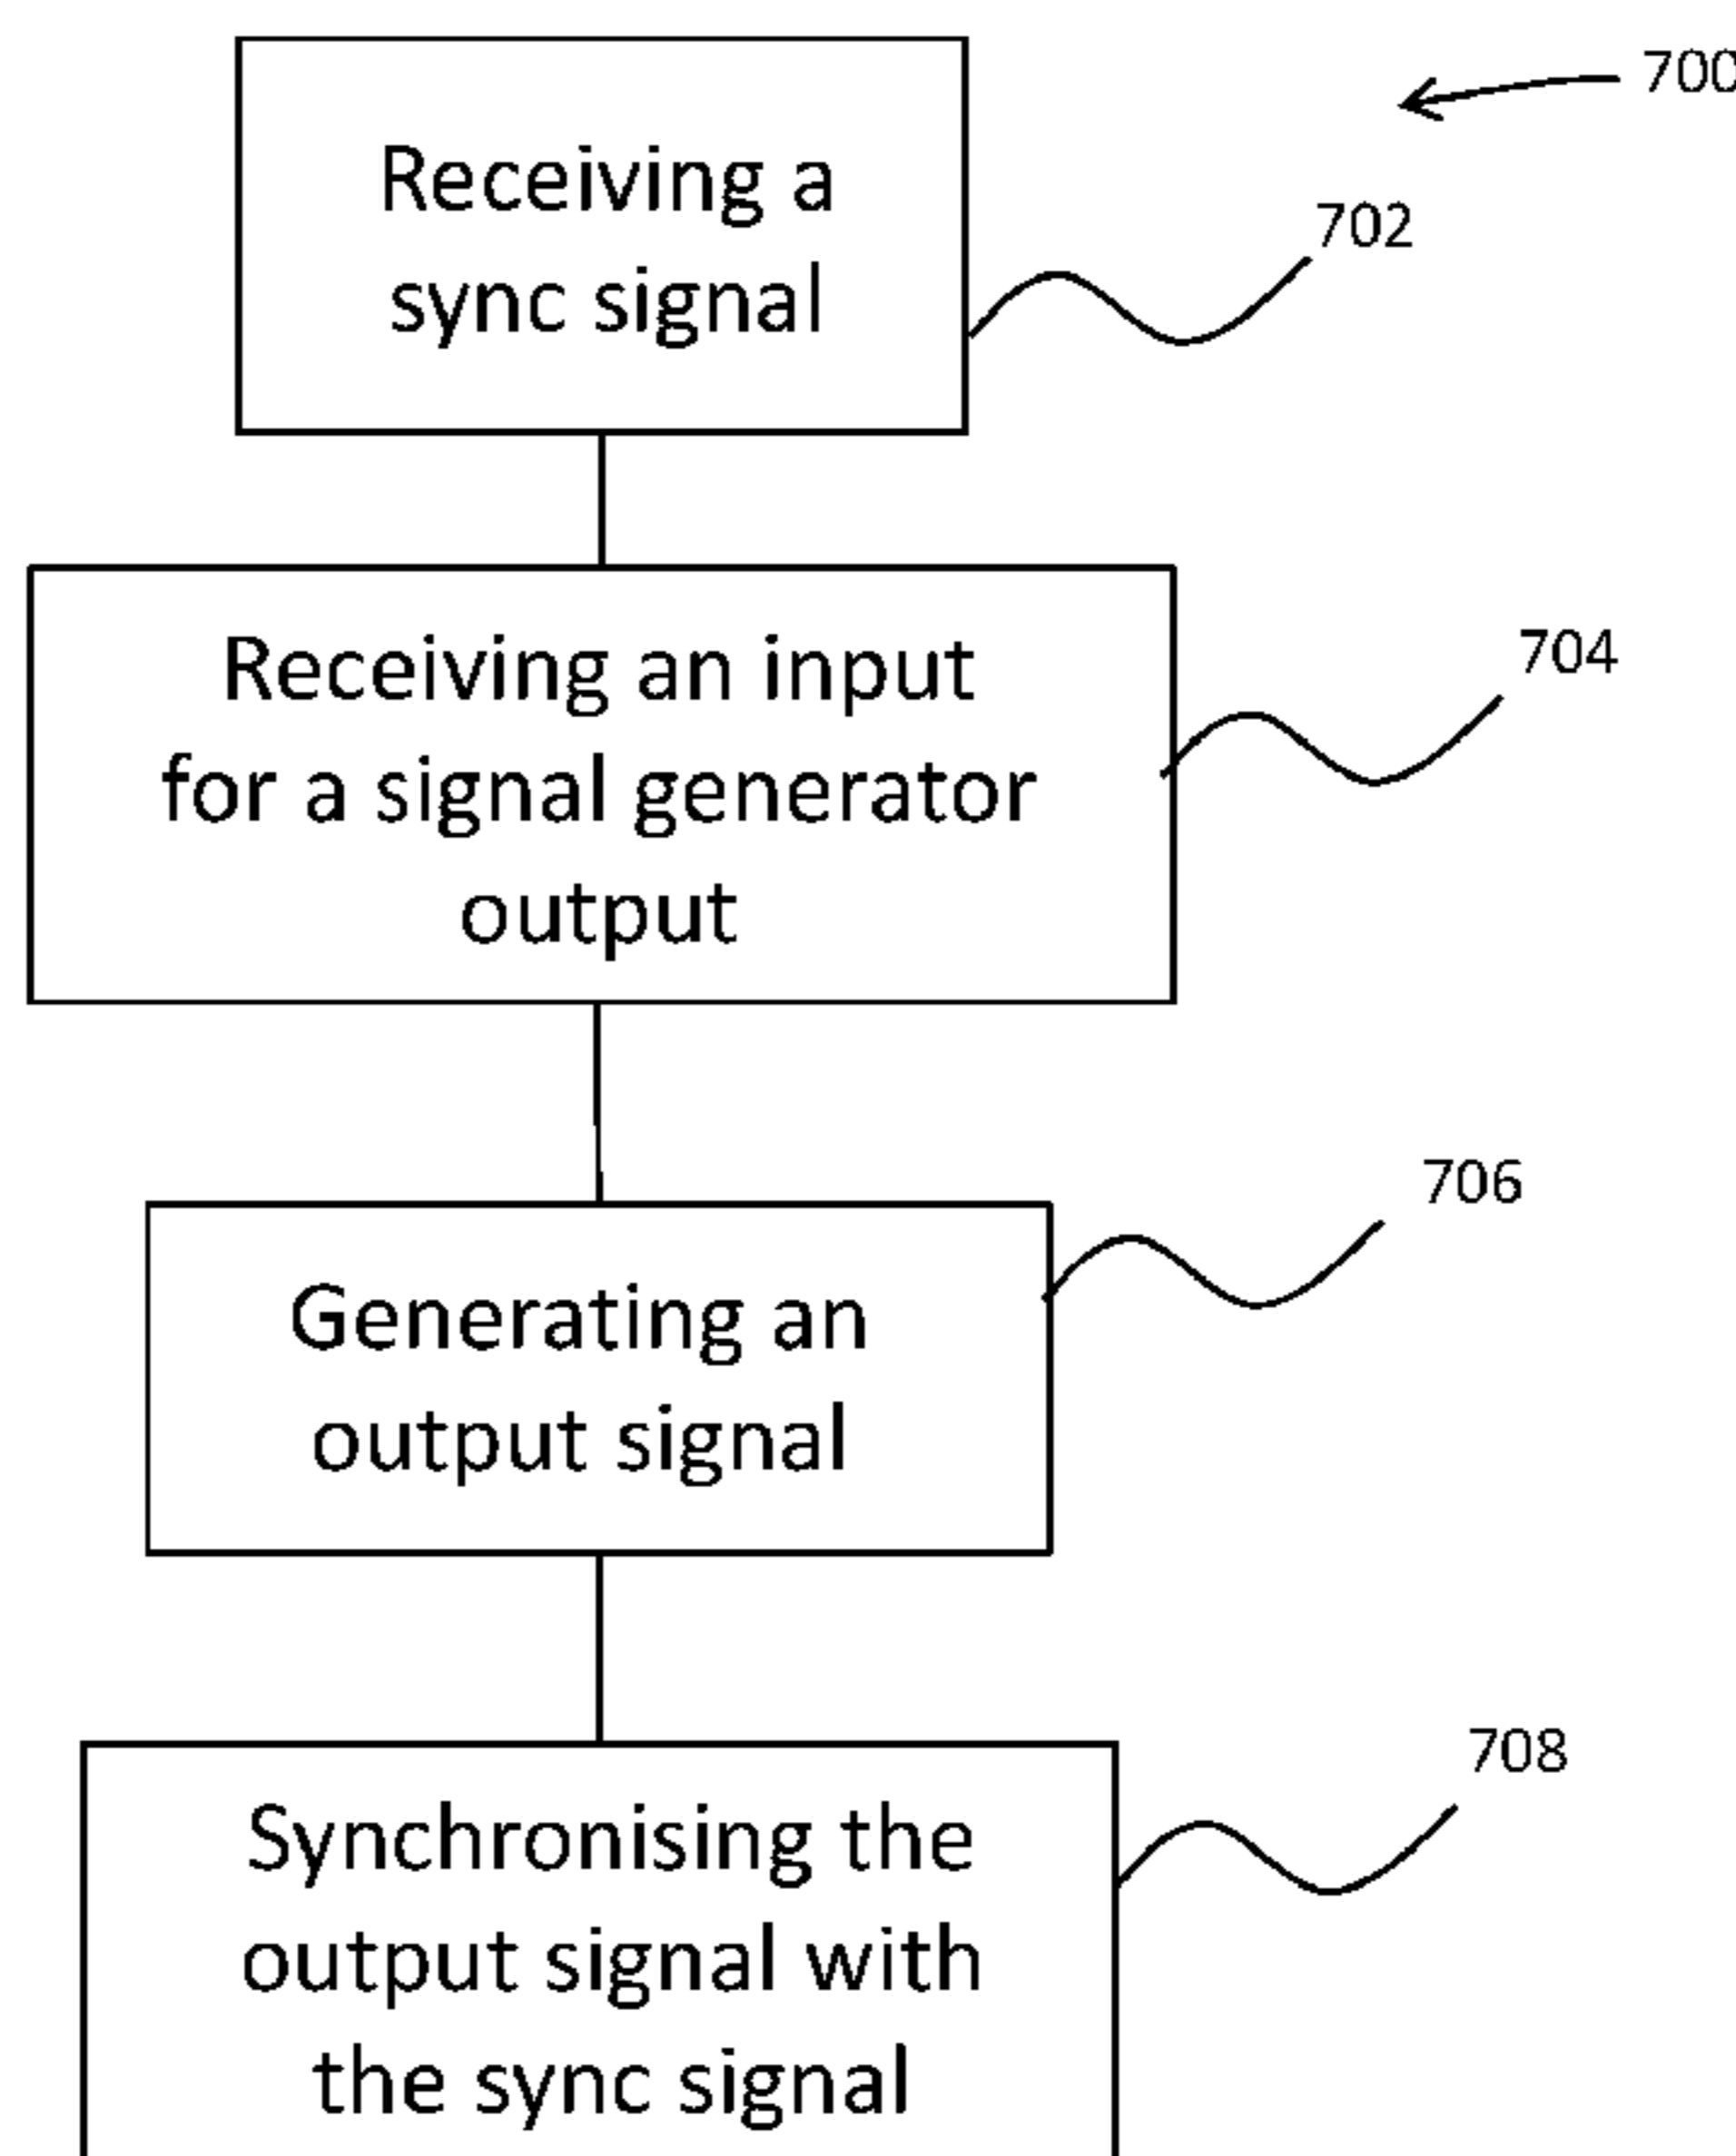 700
Receiving a
sync signal
702
Receiving an input
for a signal generator
output
704
Generating an
output signal
706
Synchronising the
output signal with
the sync signal
708